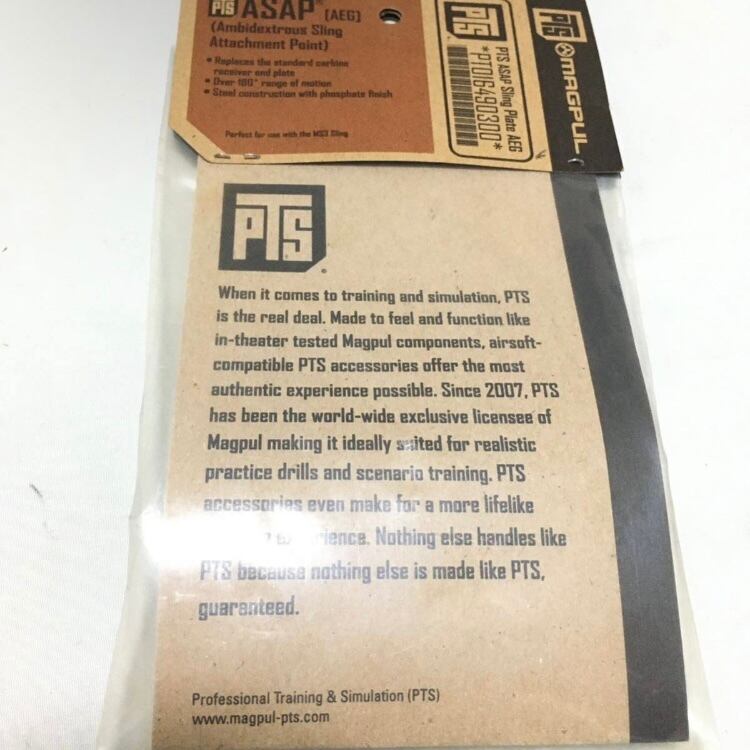 PTS ASAP® (AEG)
(Ambidextrous Sling
Attachment Point)
• Replaces the standard carbine
receiver end plate
• Over 180° range of motion
• Steel construction with phosphate finish
Perfect for use with the MS3 Sling
PTS
PTS ASAP Sling Plate AEG
*PT016490300*
PTS MAGPUL
PTS®
When it comes to training and simulation, PTS
is the real deal. Made to feel and function like
in-theater tested Magpul components, airsoft-
compatible PTS accessories offer the most
authentic experience possible. Since 2007, PTS
has been the world-wide exclusive licensee of
Magpul making it ideally suited for realistic
practice drills and scenario training. PTS
accessories even make for a more lifelike
Nothing else handles like
PTS because nothing else is made like PTS,
guaranteed.
Professional Training & Simulation (PTS)
www.magpul-pts.com